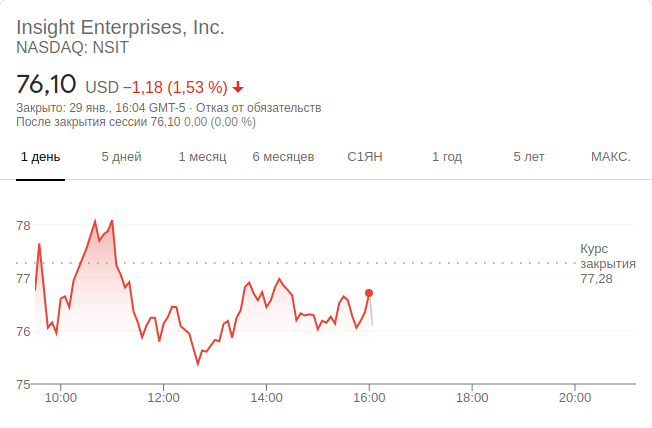 Insight Enterprises, Inc.
NASDAQ: NSIT
76,10 USD −1,18 (1,53 %)
Закрыто: 29 янв., 16:04 GMT-5 · Отказ от обязательств
После закрытия сессии 76,10 0,00 (0,00 %)
1 день 5 дней 1 месяц 6 месяцев С1ЯН 1 год 5 лет МАКС.
78
Курс
закрытия
77,28
77
76
75
10:00 12:00 14:00 16:00 18:00 20:00